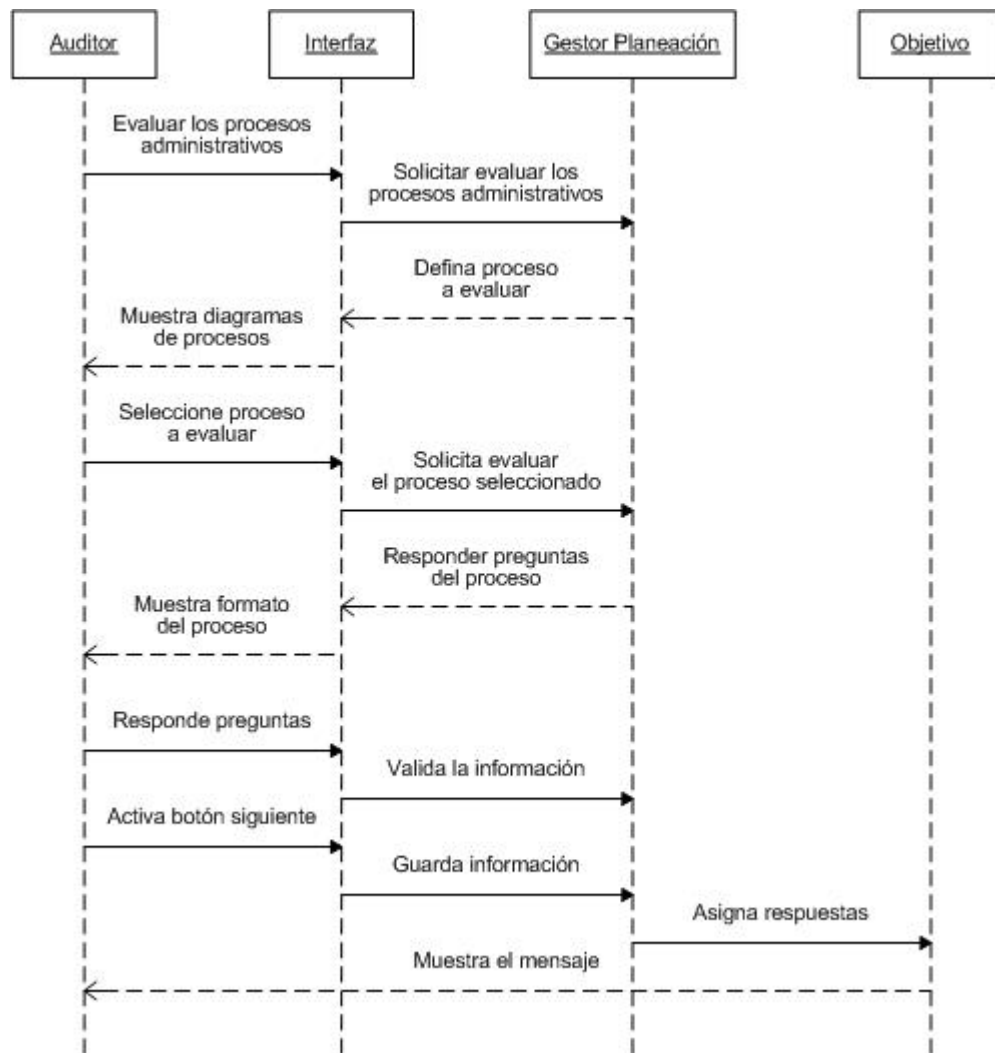 Auditor
Interfaz
Gestor Planeación
Objetivo
Evaluar los procesos
administrativos
Solicitar evaluar los
procesos administrativos
Defina proceso
a evaluar
Muestra diagramas
de procesos
Seleccione proceso
a evaluar
Solicita evaluar
el proceso seleccionado
Responder preguntas
del proceso
Muestra formato
del proceso
Responde preguntas
Valida la información
Activa botón siguiente
Guarda información
Asigna respuestas
Muestra el mensaje